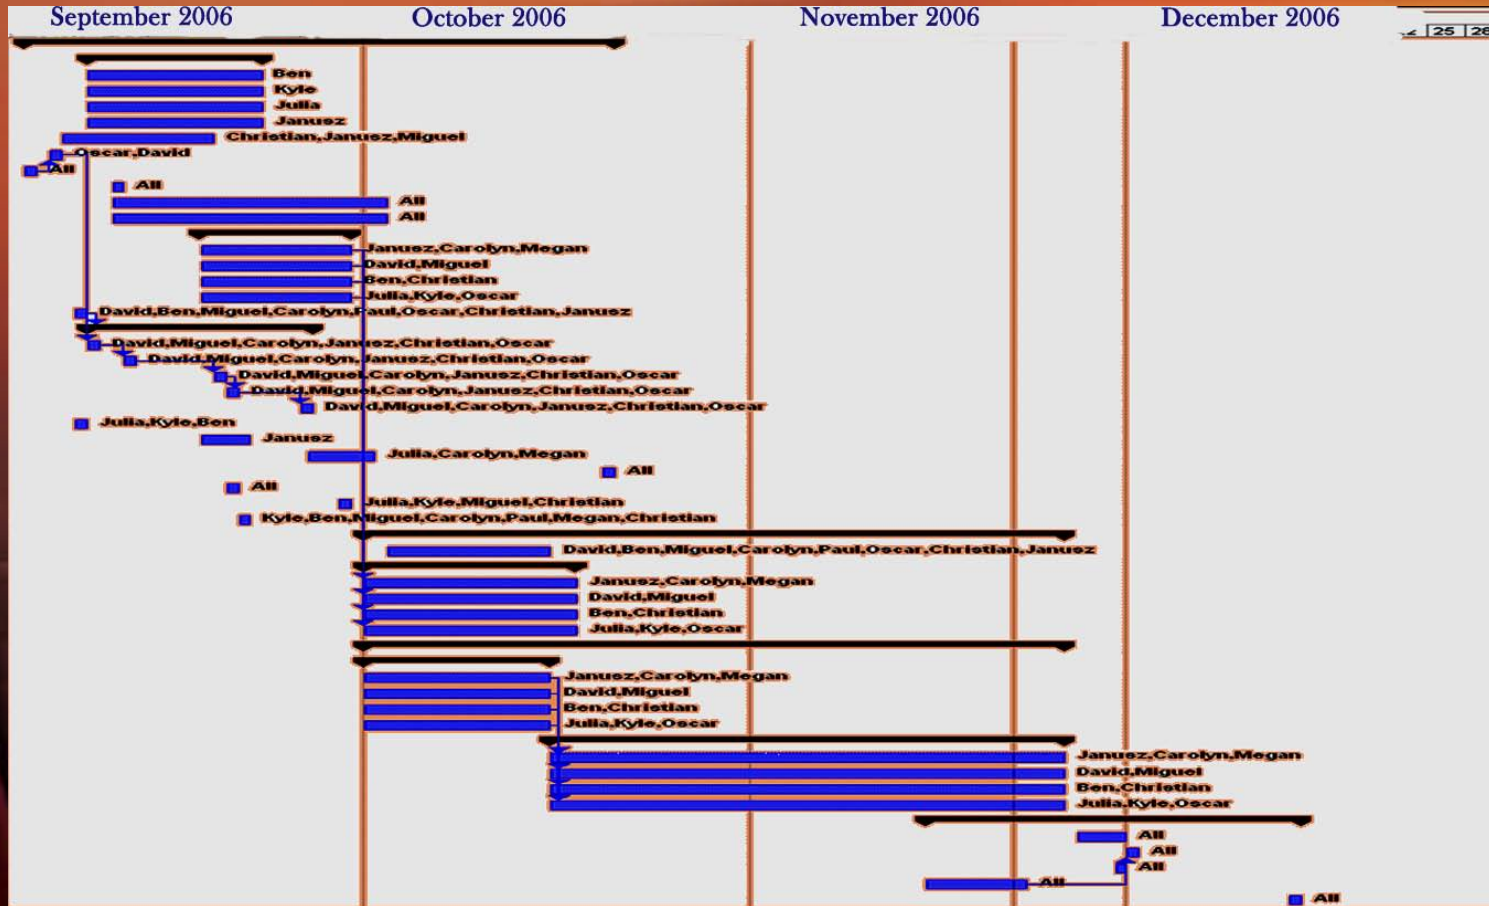 September 2006 October 2006 November 2006 December 2006
25 28
Ben
Kyle
Julia
Janusz
Christian,Janusz,Miguel
Oscar,David
All
All
All
All
Janusz,Carolyn,Megan
David,Miguel
Ben,Christian
Julia,Kyle,Oscar
David,Ben,Miguel,Carolyn,Paul,Oscar,Christian,Janusz
David,Miguel,Carolyn,Janusz,Christian,Oscar
David,Miguel,Carolyn,Janusz,Christian,Oscar
David,Miguel,Carolyn,Janusz,Christian,Oscar
David,Miguel,Carolyn,Janusz,Christian,Oscar
David,Miguel,Carolyn,Janusz,Christian,Oscar
Julia,Kyle,Ben
Janusz
Julia,Carolyn,Megan
All
All
Julia,Kyle,Miguel,Christian
Kyle,Ben,Miguel,Carolyn,Paul,Megan,Christian
David,Ben,Miguel,Carolyn,Paul,Oscar,Christian,Janusz
Janusz,Carolyn,Megan
David,Miguel
Ben,Christian
Julia,Kyle,Oscar
Janusz,Carolyn,Megan
David,Miguel
Ben,Christian
Julia,Kyle,Oscar
Janusz,Carolyn,Megan
David,Miguel
Ben,Christian
Julia,Kyle,Oscar
All
All
All
All
All